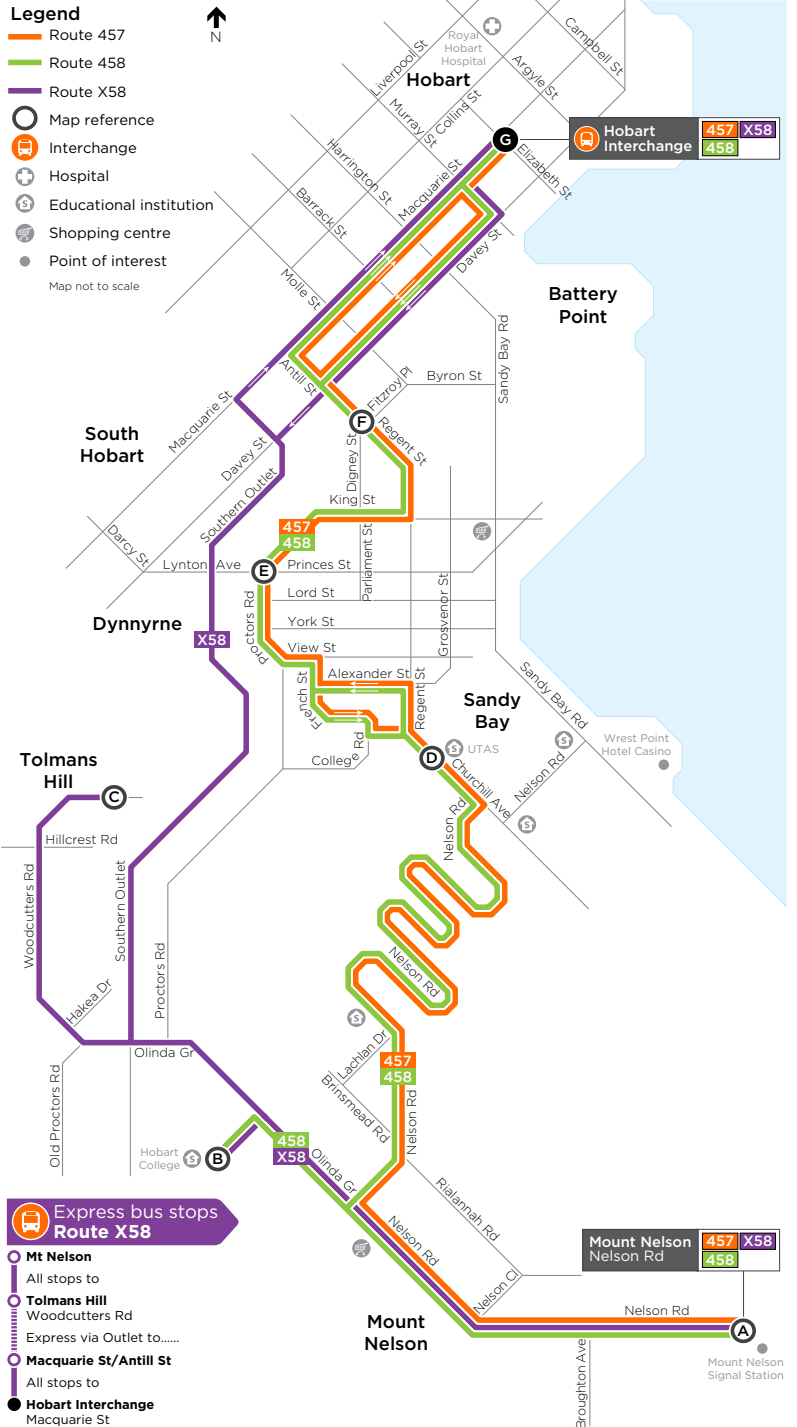 Legend
Route 457
Route 458
Route X58
Map reference
Interchange
Hospital
Educational institution
Shopping centre
Point of interest
Map not to scale
N
Royal
Hobart
Hospital
Campbell St
Argyle St
Liverpool St
Hobart
Collins St
Murray St
G
Hobart
Interchange
457
X58
458
Elizabeth St
Harrington St
Macquarie St
Barrack St
Davey St
Molle St
Battery
Point
Sandy Bay Rd
Antill St
Fitzroy Pl
Byron St
Macquarie St
F
Regent St
South
Hobart
Davey St
Digney St
Southern Outlet
King St
Darcy St
457
458
Parliament St
Lynton Ave
E
Princes St
Lord St
Grosvenor St
Proctors Rd
Dynnyrne
X58
York St
View St
Alexander St
French St
Regent St
Sandy
Bay
Sandy Bay Rd
College Rd
D
UTAS
Wrest Point
Hotel Casino
Tolmans
Hill
C
Churchill Ave
Nelson Rd
Nelson Rd
Hillcrest Rd
Woodcutters Rd
Southern Outlet
Proctors Rd
Nelson Rd
Hakea Dr
Olinda Gr
Lachlan Dr
457
458
Brinsmead Rd
Nelson Rd
Old Proctors Rd
Hobart
College
B
458
X58
Olinda Gr
Rialannah Rd
Express bus stops
Route X58
Mt Nelson
All stops to
Tolmans Hill
Woodcutters Rd
Express via Outlet to......
Macquarie St/Antill St
All stops to
Hobart Interchange
Macquarie St
Nelson Rd
Nelson Cl
Mount Nelson
Nelson Rd
457
X58
458
Mount
Nelson
Nelson Rd
A
Broughton Ave
Mount Nelson
Signal Station